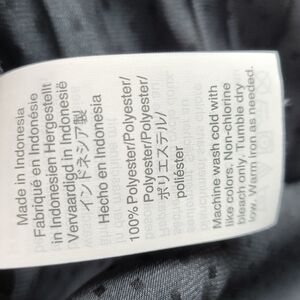 Made in Indonesia
Fabriqué en Indonésie
In Indonesien Hergestellt
Vervaardigd in Indonesië
インドネシア製
Hecho en Indonesia
100% Polyester/Polyester/
Polyester/Polyester/
ポリエステル/
poliéster
Machine wash cold with
like colors. Non-chlorine
bleach only. Tumble dry
low. Warm iron as needed.